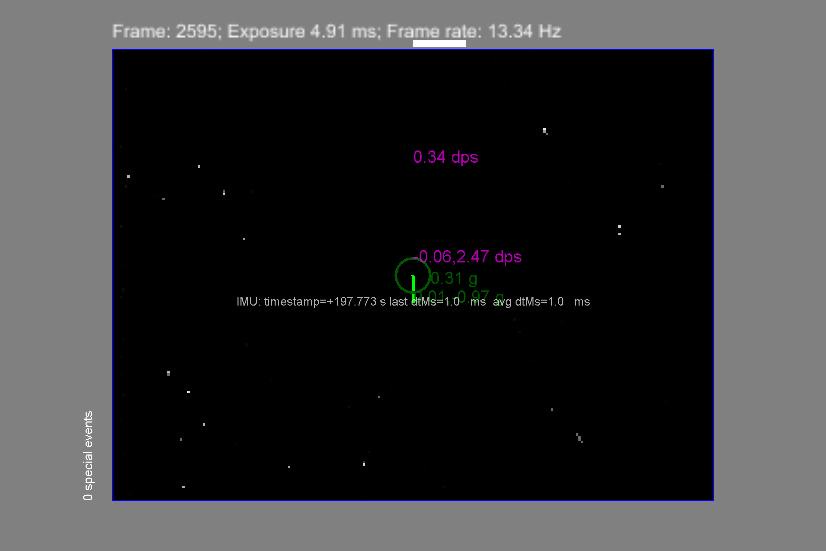 Frame: 2595; Exposure 4.91 ms; Frame rate: 13.34 Hz
0.34 dps
-0.06,2.47 dps
0.31 g
IMU: timestamp=+197.773 s last dtMs=1.0 ms avg dtMs=1.0 ms
0 special events